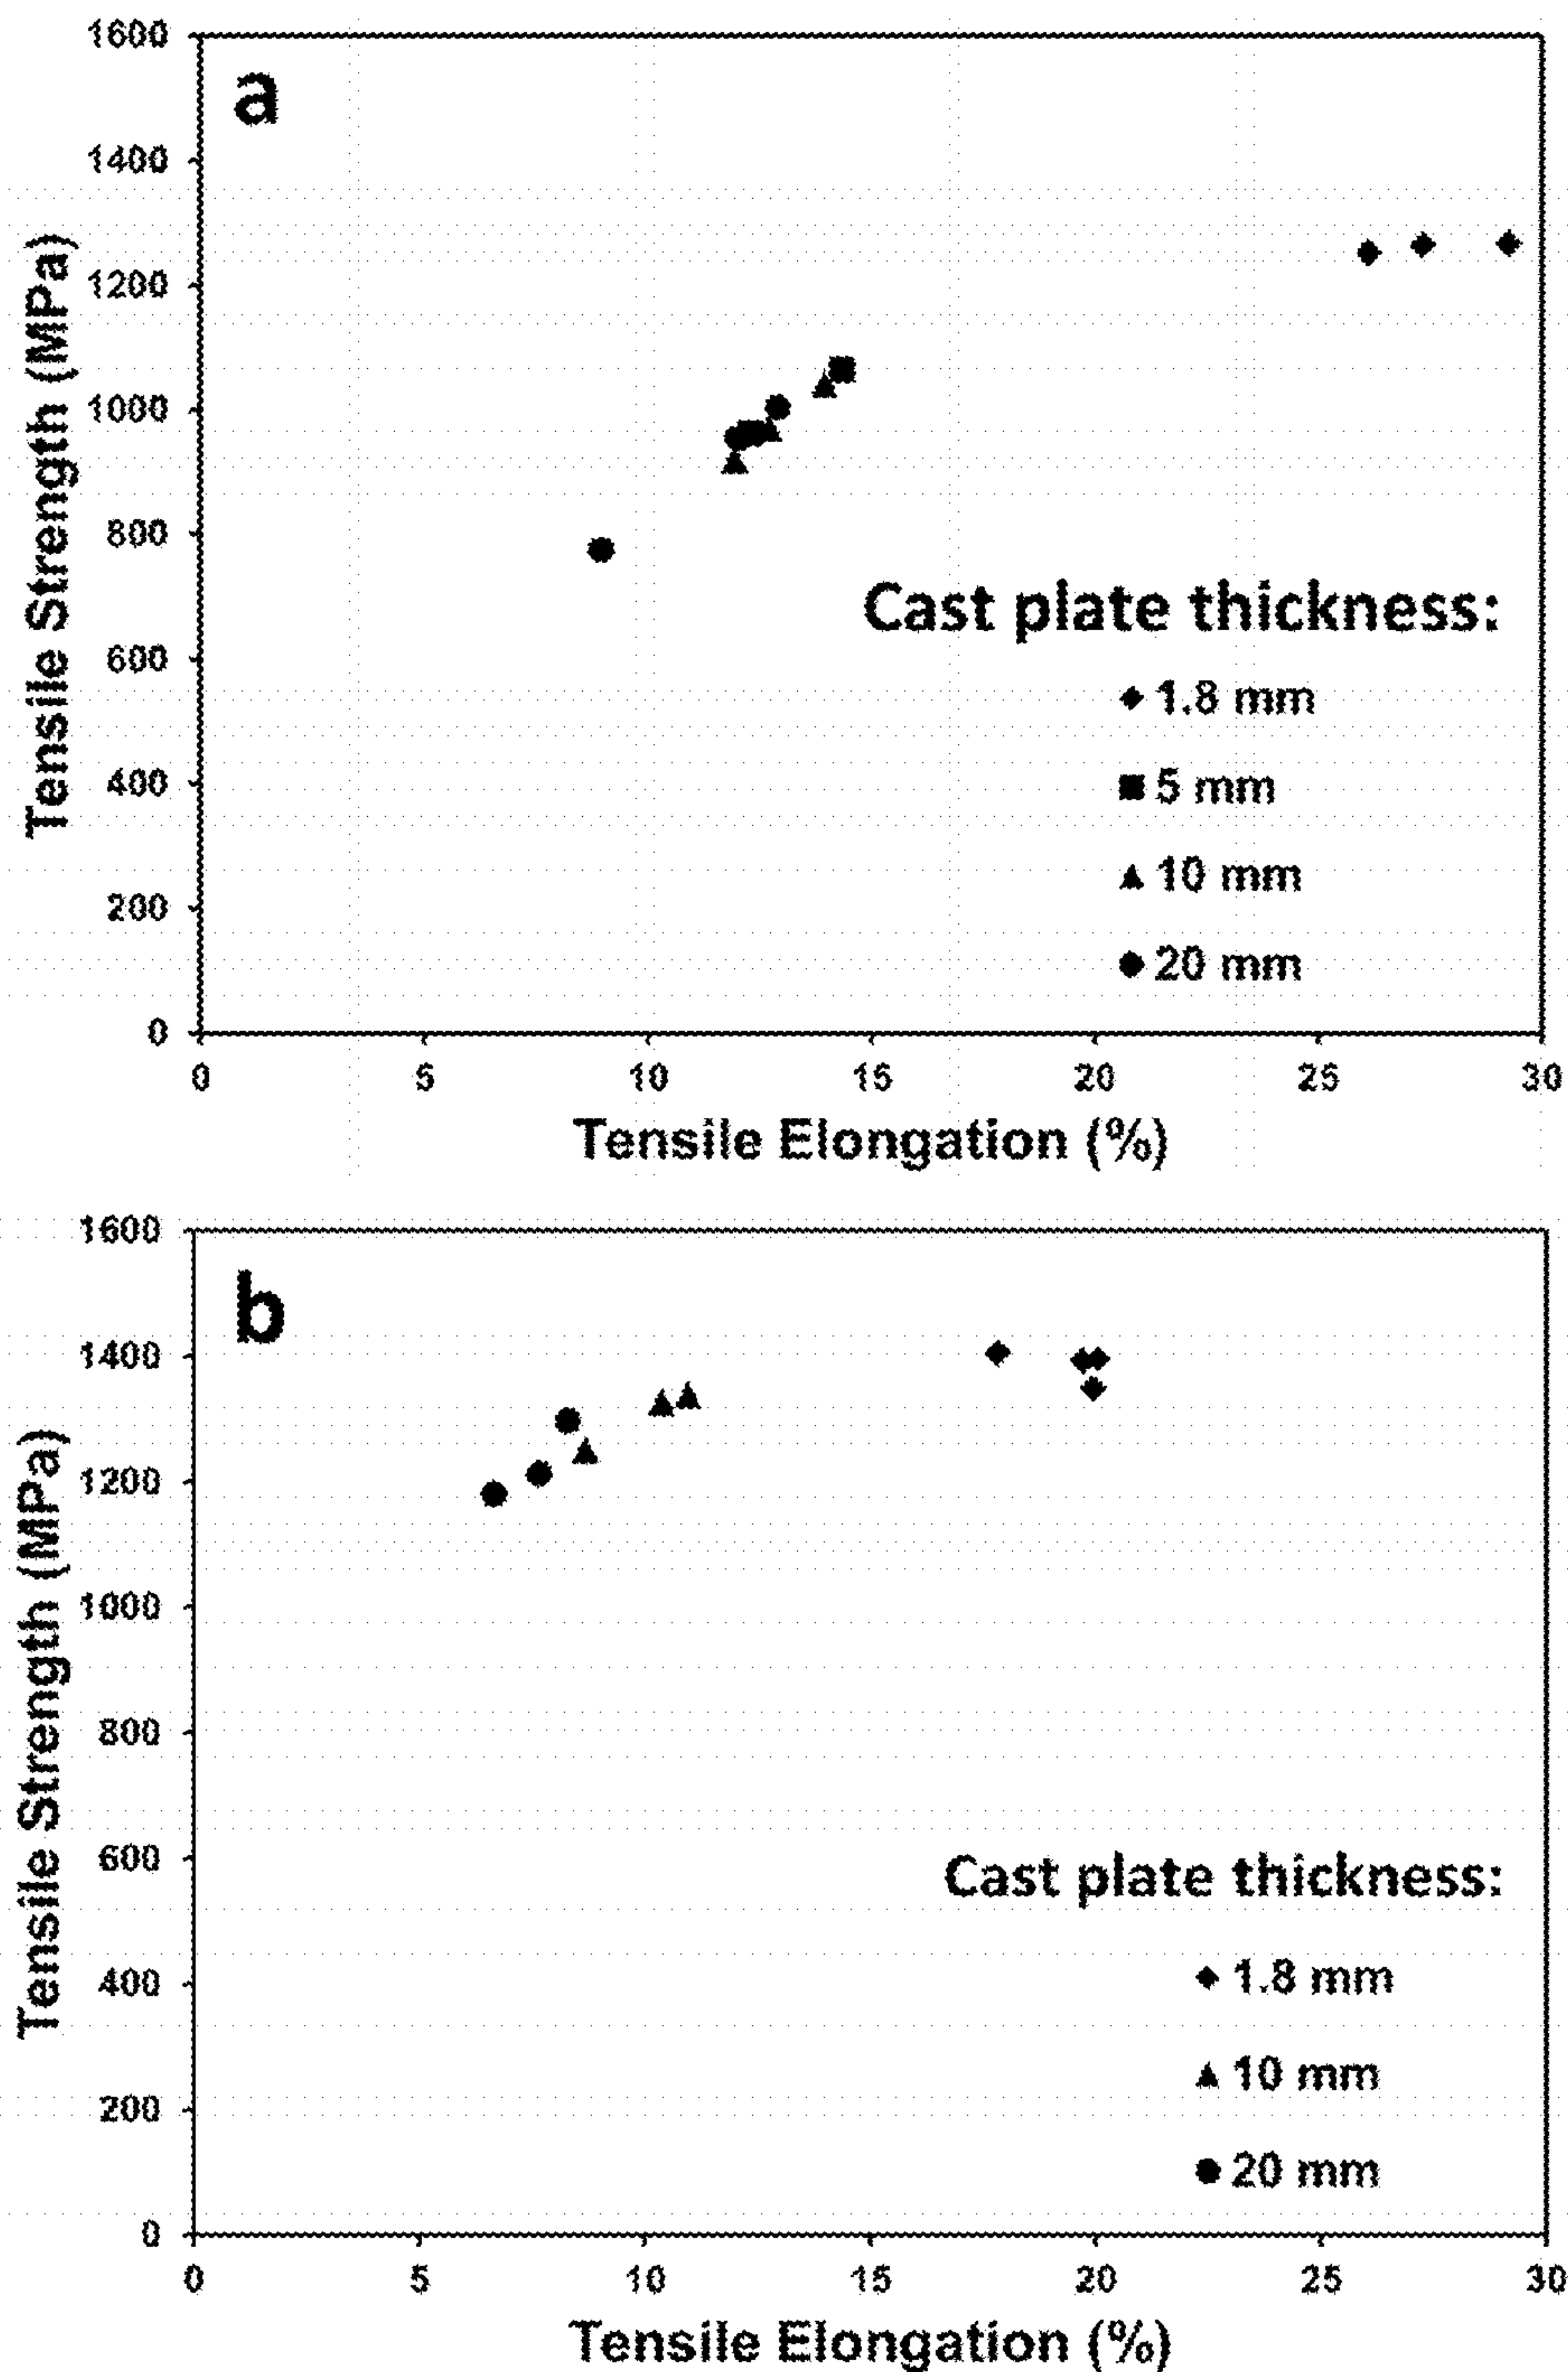 a
Tensile Strength (MPa)
1600
1400
1200
1000
800
600
400
200
0
Cast plate thickness:
1.8 mm
5 mm
10 mm
20 mm
0 5 10 15 20 25 30
Tensile Elongation (%)
b
Tensile Strength (MPa)
1600
1400
1200
1000
800
600
400
200
0
Cast plate thickness:
1.8 mm
10 mm
20 mm
0 5 10 15 20 25 30
Tensile Elongation (%)